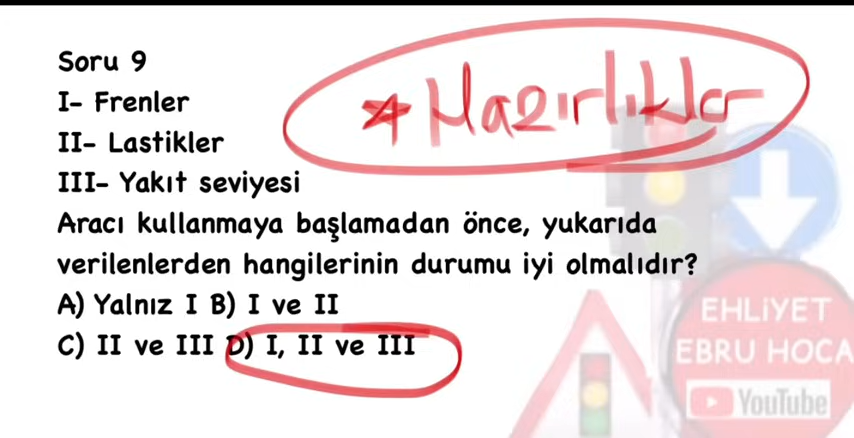 Soru 9
* Hazırlıklar
I- Frenler
II- Lastikler
III- Yakıt seviyesi
Aracı kullanmaya başlamadan önce, yukarıda
verilenlerden hangilerinin durumu iyi olmalıdır?
A) Yalnız I B) I ve II
C) II ve III D) I, II ve III
EHLİYET
EBRU HOCA
YouTube